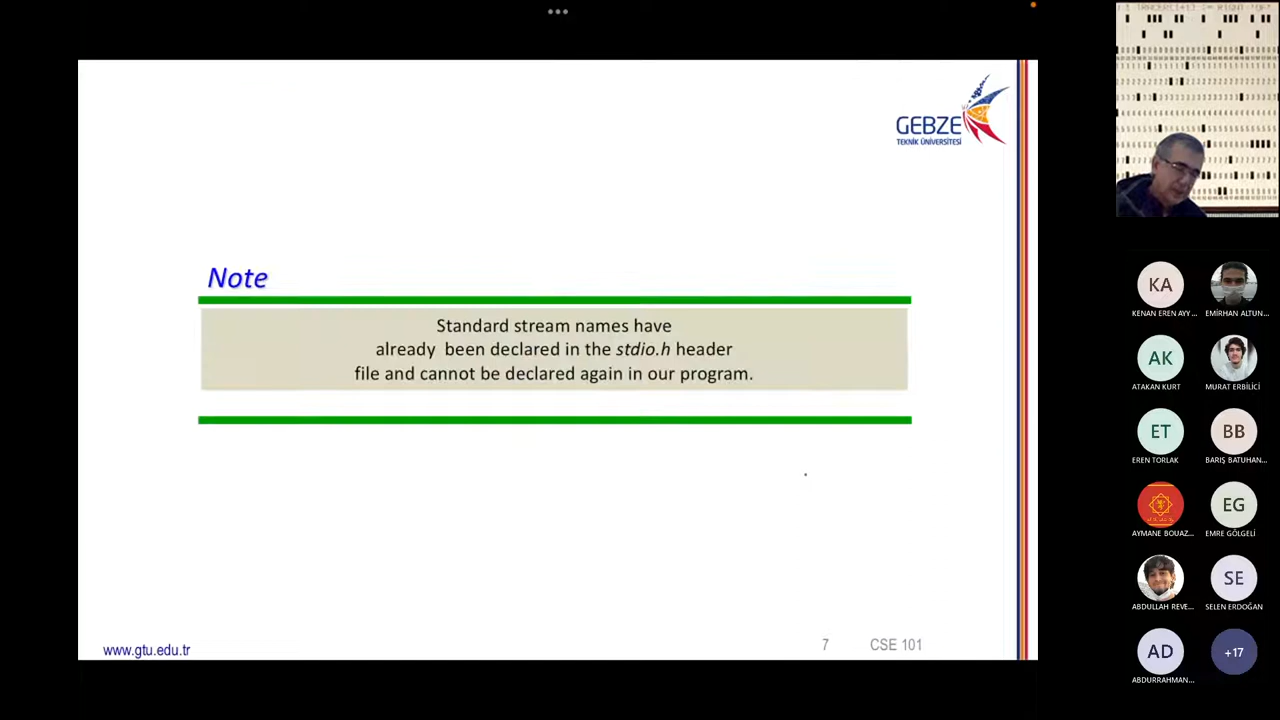 GEBZE
TEKNİK ÜNİVERSİTESİ
Note
Standard stream names have
already been declared in the stdio.h header
file and cannot be declared again in our program.
www.gtu.edu.tr
7
CSE 101
KA
KENAN EREN AYY...
EMİRHAN ALTUN...
AK
ATAKAN KURT
MURAT ERBİLİCİ
ET
EREN TORLAK
BB
BARIŞ BATUHAN...
AYMANE BOUAZ...
EG
EMRE GÖLGELİ
ABDULLAH REVE...
SE
SELEN ERDOĞAN
AD
ABDURRAHMAN...
+17